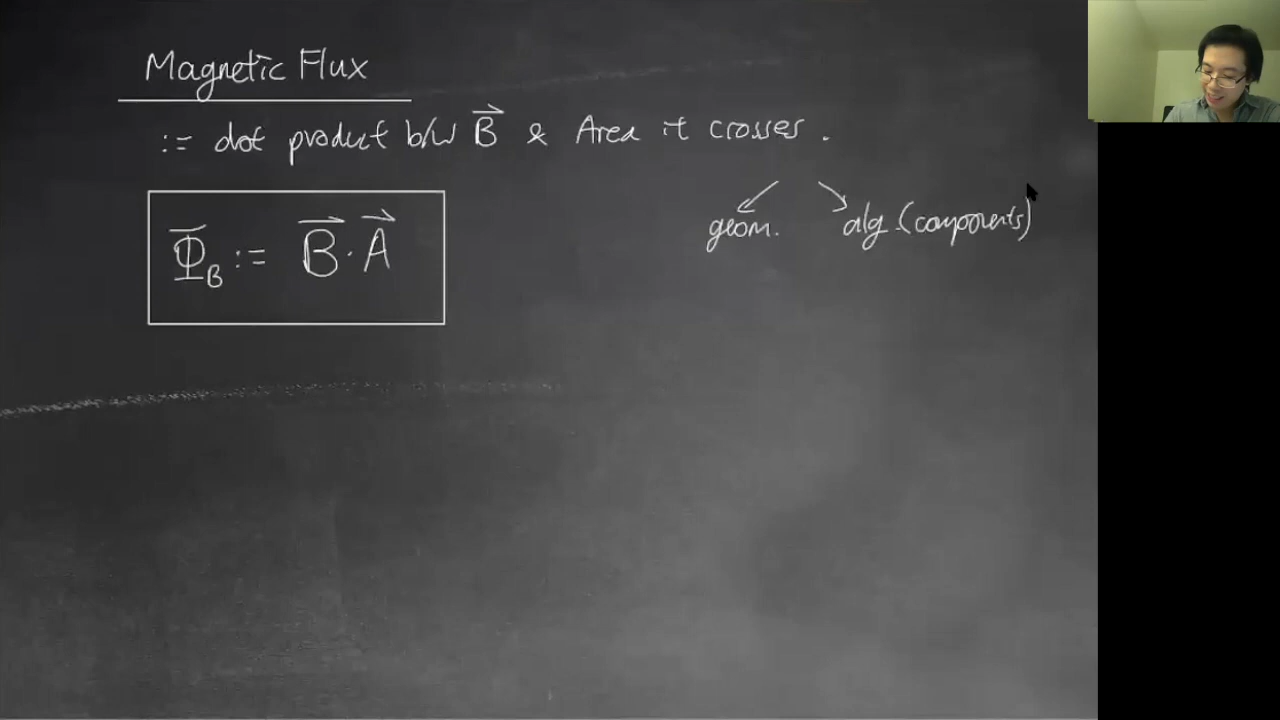 Magnetic Flux
:= dot product b/w B⃗ & Area it crosses.
geom. alg. (components)
Φ_B := B⃗ · A⃗